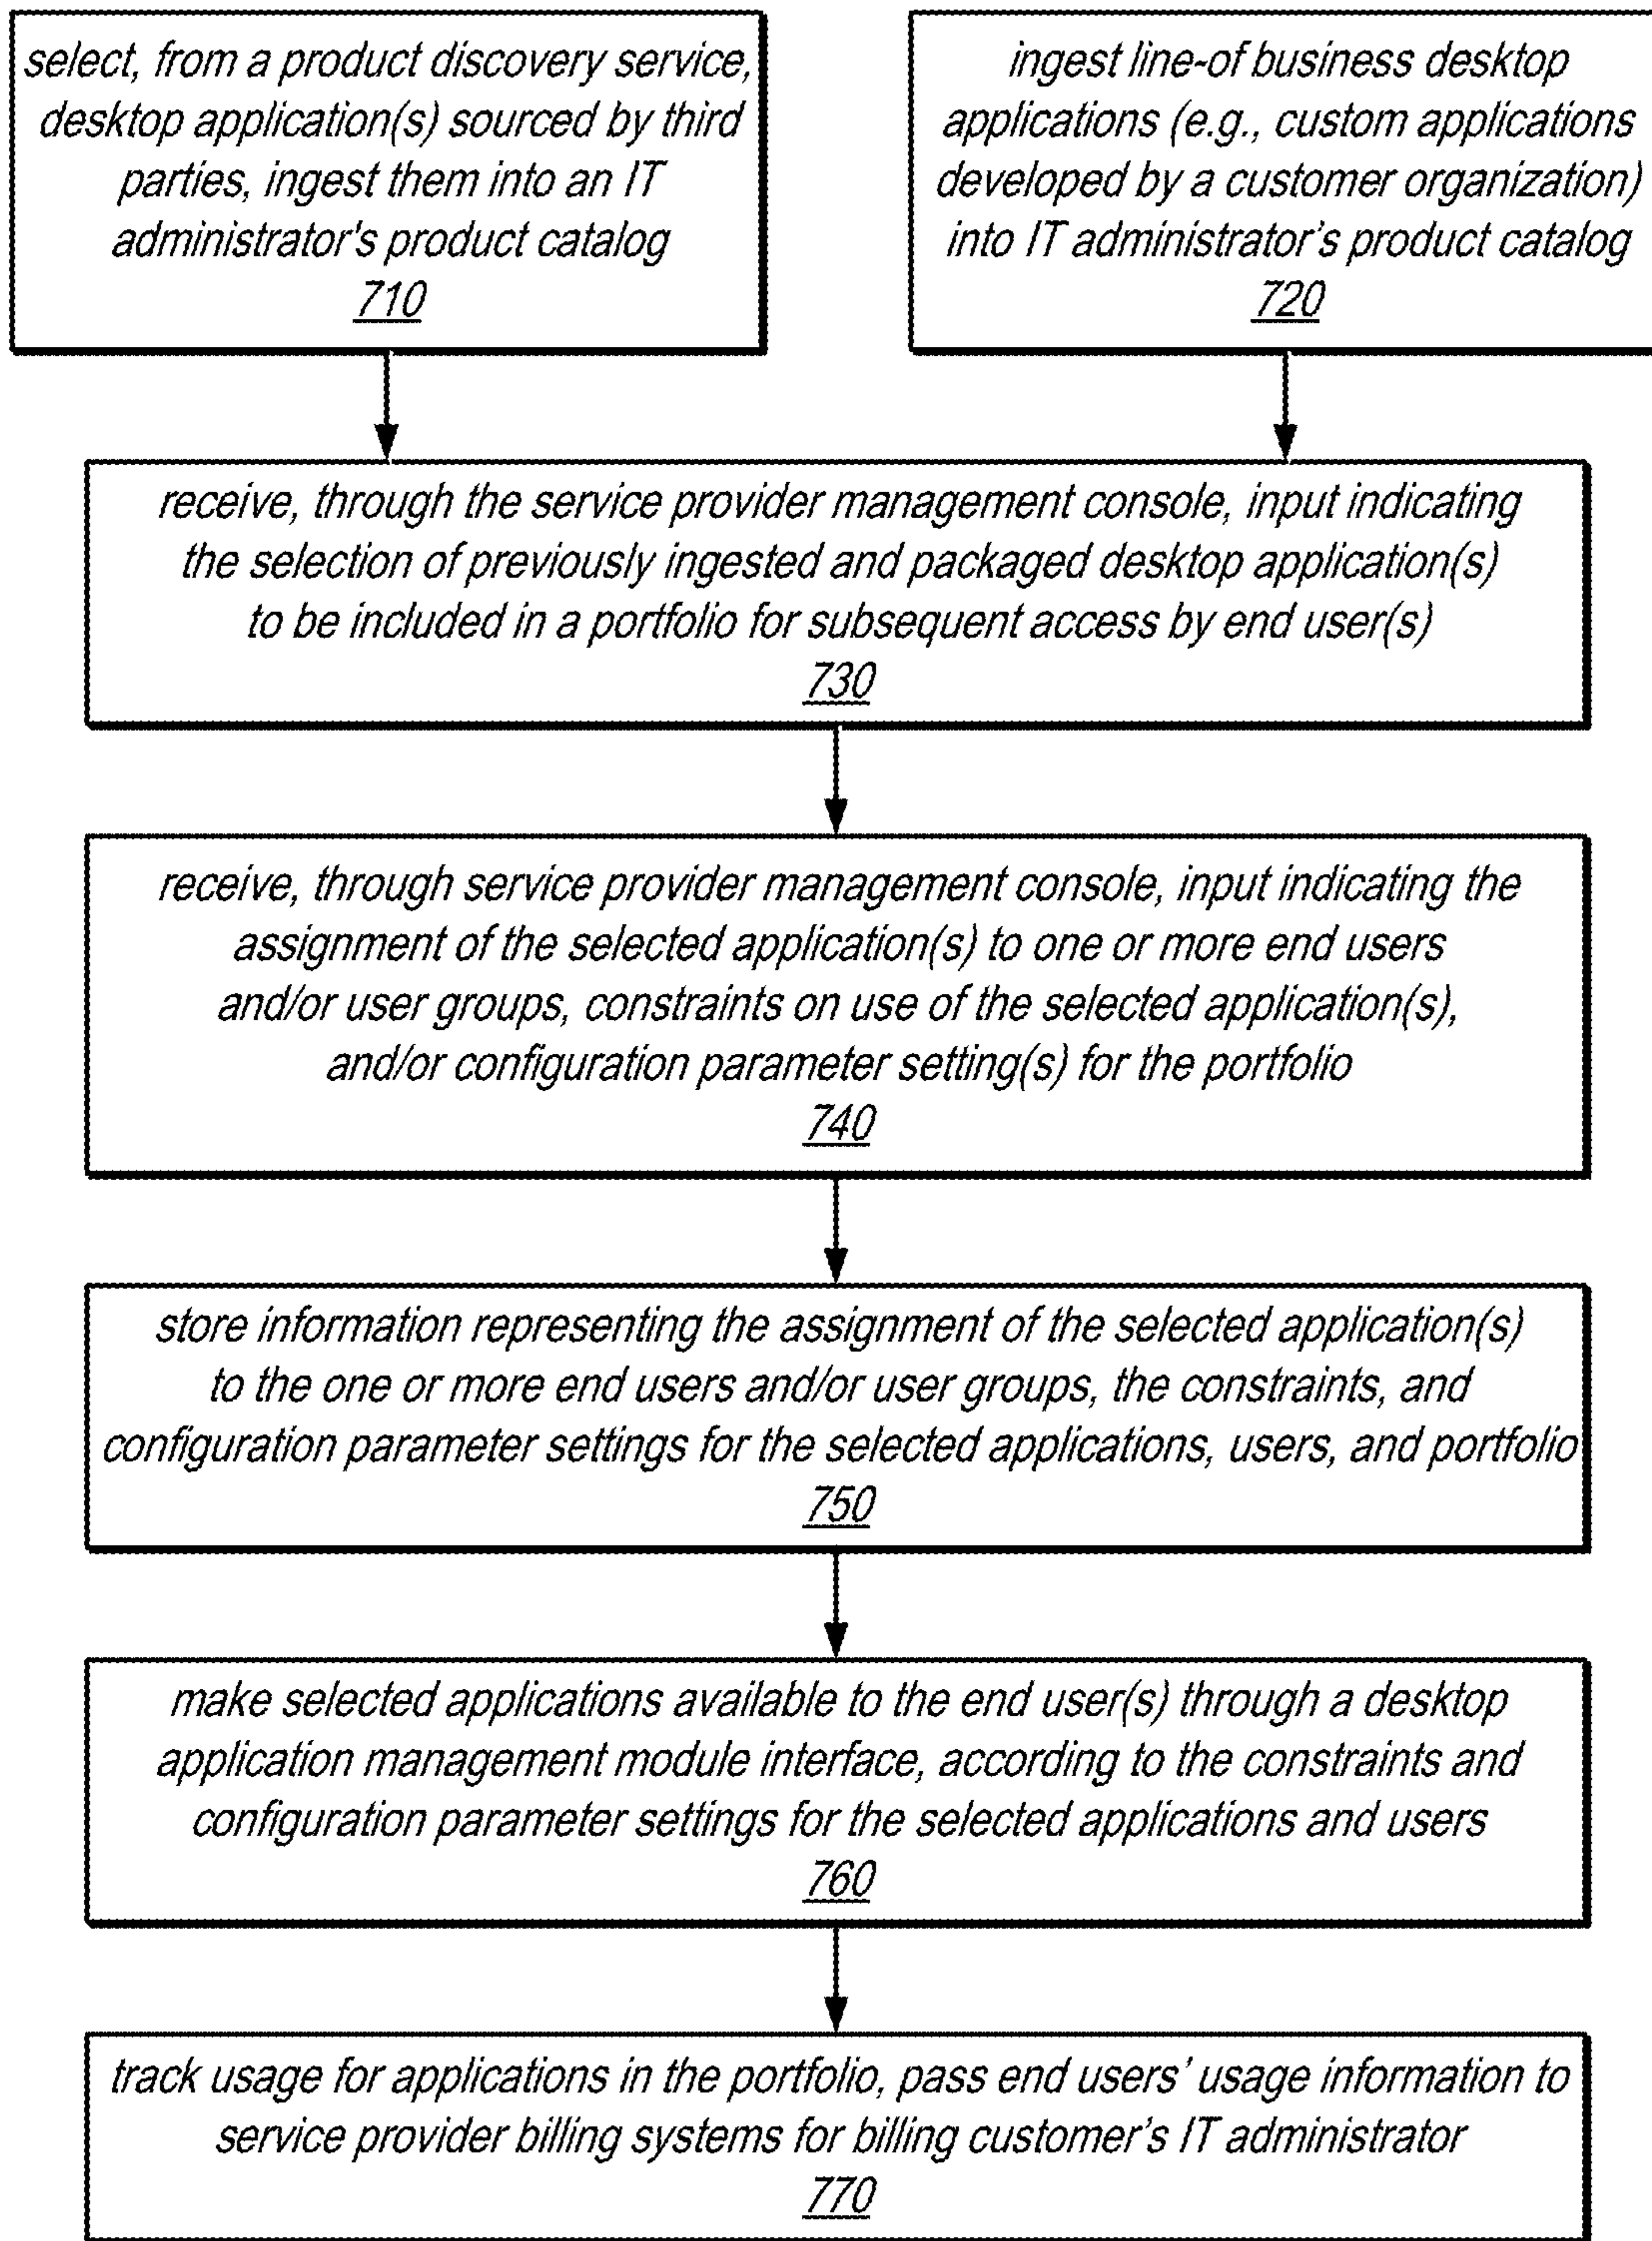 select, from a product discovery service,
desktop application(s) sourced by third
parties, ingest them into an IT
administrator's product catalog
710
ingest line-of business desktop
applications (e.g., custom applications
developed by a customer organization)
into IT administrator’s product catalog
720
receive, through the service provider management console, input indicating
the selection of previously ingested and packaged desktop application(s)
to be included in a portfolio for subsequent access by end user(s)
730
receive, through service provider management console, input indicating the
assignment of the selected application(s) to one or more end users
and/or user groups, constraints on use of the selected application(s),
and/or configuration parameter setting(s) for the portfolio
740
store information representing the assignment of the selected application(s)
to the one or more end users and/or user groups, the constraints, and
configuration parameter settings for the selected applications, users, and portfolio
750
make selected applications available to the end user(s) through a desktop
application management module interface, according to the constraints and
configuration parameter settings for the selected applications and users
760
track usage for applications in the portfolio, pass end users’ usage information to
service provider billing systems for billing customer’s IT administrator
770